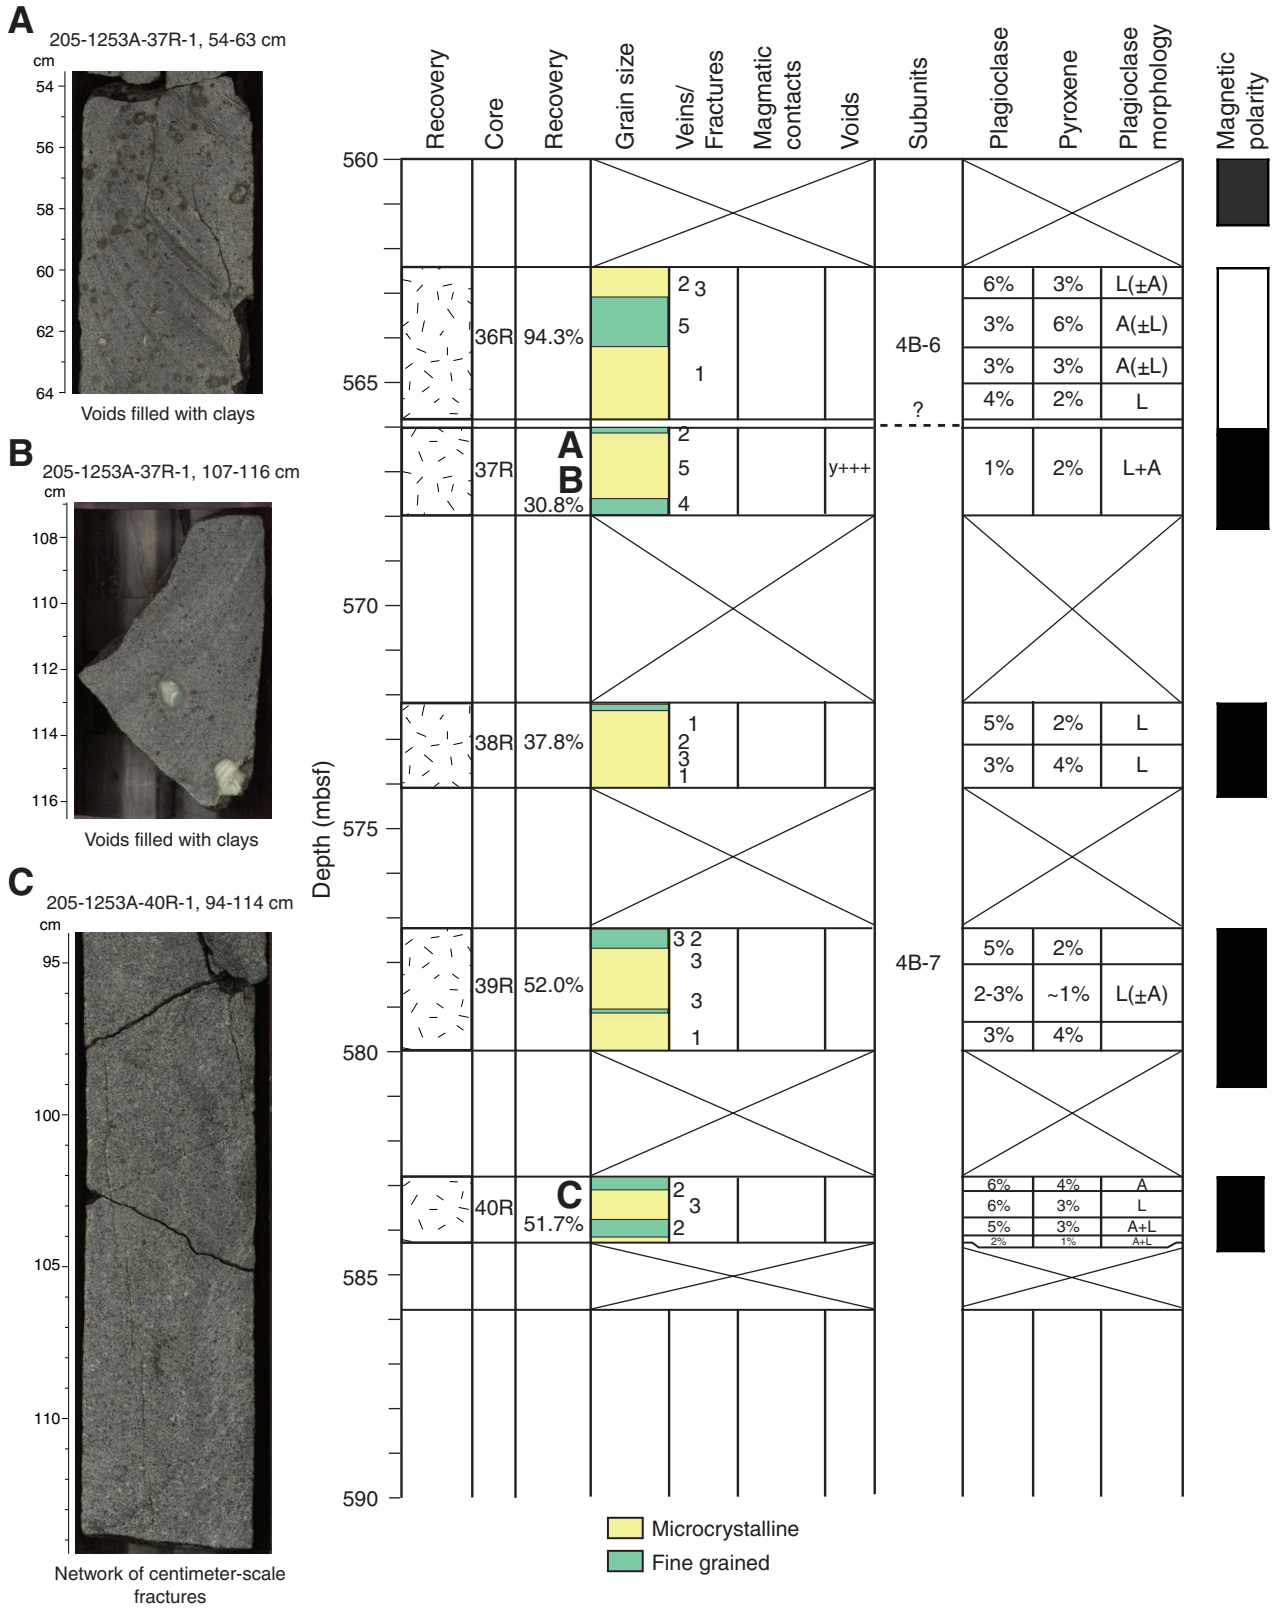 A
205-1253A-37R-1, 54-63 cm
cm
54
56
58
60
62
64
Voids filled with clays
B
205-1253A-37R-1, 107-116 cm
cm
108
110
112
114
116
Voids filled with clays
C
205-1253A-40R-1, 94-114 cm
cm
95
100
105
110
Network of centimeter-scale
fractures
Depth (mbsf)
560
565
570
575
580
585
590
Recovery
Core
Recovery
Grain size
Veins/
Fractures
Magmatic
contacts
Voids
Subunits
Plagioclase
Pyroxene
Plagioclase
morphology
Magnetic
polarity
36R 94.3%
2 3
5
1
4B-6
?
6% 3% L(±A)
3% 6% A(±L)
3% 3% A(±L)
4% 2% L
37R
30.8%
A
B
2
5
4
y+++
1% 2% L+A
38R 37.8%
1
2
3
1
5% 2% L
3% 4% L
39R 52.0%
3 2
3
3
1
4B-7
5% 2%
2-3% ~1% L(±A)
3% 4%
40R
51.7%
C
2
3
2
6% 4% A
6% 3% L
5% 3% A+L
2% 1% A+L
Microcrystalline
Fine grained